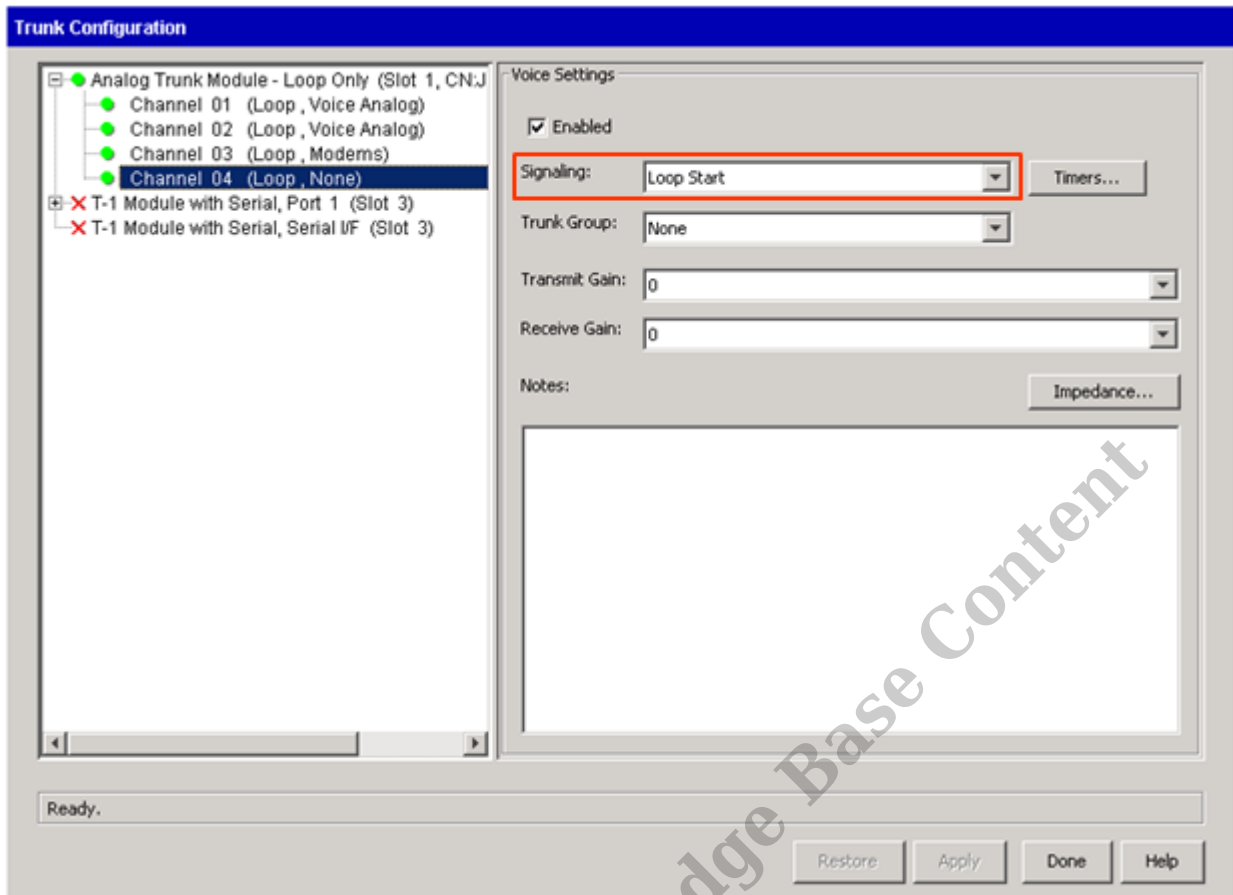 Trunk Configuration
Analog Trunk Module - Loop Only (Slot 1, CN:J
Channel 01 (Loop , Voice Analog)
Channel 02 (Loop , Voice Analog)
Channel 03 (Loop , Modems)
Channel 04 (Loop , None)
T-1 Module with Serial, Port 1 (Slot 3)
T-1 Module with Serial, Serial I/F (Slot 3)
Voice Settings
Enabled
Signaling: Loop Start Timers...
Trunk Group: None
Transmit Gain: 0
Receive Gain: 0
Notes: Impedance...
Ready.
Restore Apply Done Help
dge Base Content